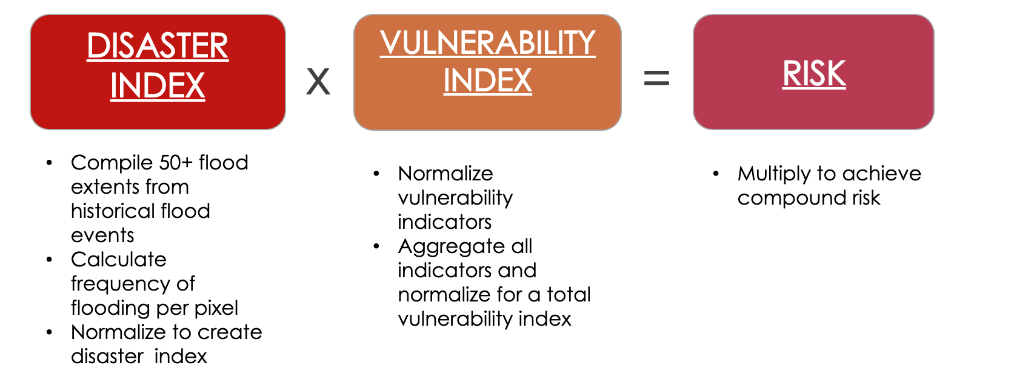 DISASTER
INDEX
x
VULNERABILITY
INDEX
=
RISK
• Compile 50+ flood
extents from
historical flood
events
• Calculate
frequency of
flooding per pixel
• Normalize to create
disaster  index
• Normalize
vulnerability
indicators
• Aggregate all
indicators and
normalize for a total
vulnerability index
• Multiply to achieve
compound risk